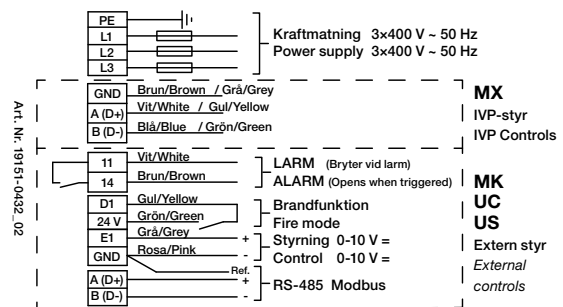 PE
L1
L2
L3
Kraftmatning 3×400 V ~ 50 Hz
Power supply 3×400 V ~ 50 Hz
GND Brun/Brown / Grå/Grey
A (D+) Vit/White / Gul/Yellow
B (D-) Blå/Blue / Grön/Green
MX
IVP-styr
IVP Controls
11 Vit/White
14 Brun/Brown
LARM (Bryter vid larm)
ALARM (Opens when triggered)
D1 Gul/Yellow
24 V Grön/Green
Brandfunktion
Fire mode
E1 Grå/Grey +
GND Rosa/Pink -
Styrning 0-10 V =
Control 0-10 V =
A (D+) Ref. +
B (D-) -
RS-485 Modbus
MK
UC
US
Extern styr
External
controls
Art. Nr. 19151-0432_02